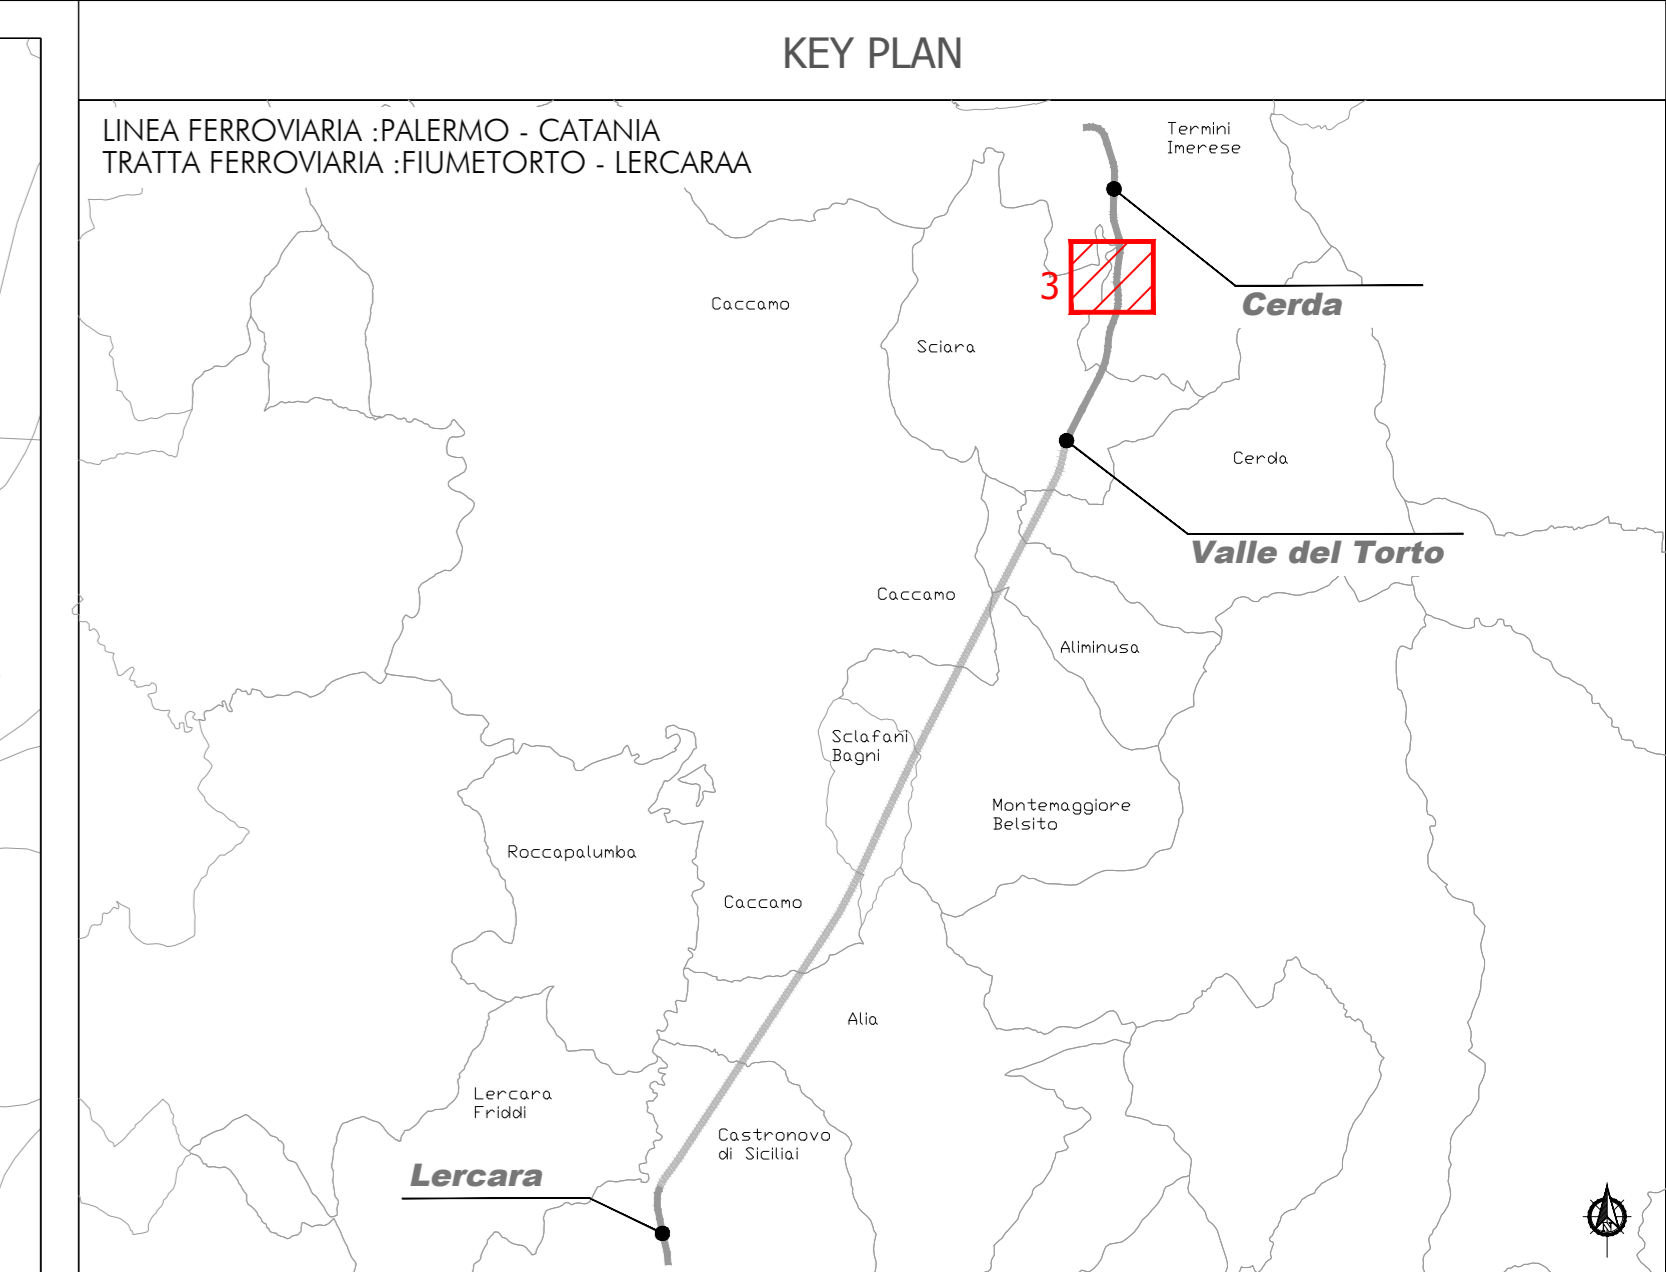 KEY PLAN
LINEA FERROVIARIA :PALERMO - CATANIA
TRATTA FERROVIARIA :FIUMETORTO - LERCARAA
Termini
Imerese
3
Cerda
Caccamo
Sciara
Cerda
Valle del Torto
Caccamo
Aliminusa
Sclafani
Bagni
Montemaggiore
Belsito
Roccapalumba
Caccamo
Alia
Lercara
Friddi
Castronovo
di Siciliai
Lercara
N